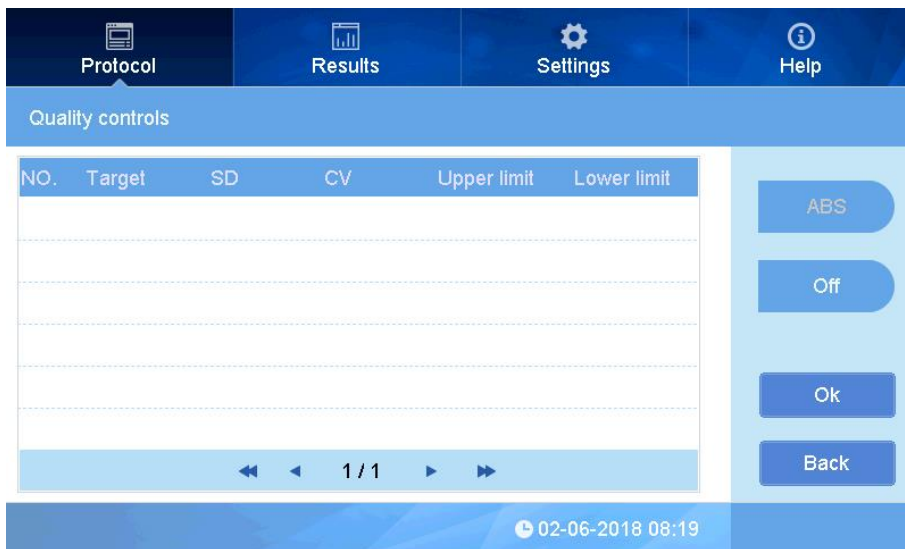 Protocol Results Settings Help
Quality controls
NO. Target SD CV Upper limit Lower limit
ABS
Off
Ok
1 / 1
Back
02-06-2018 08:19